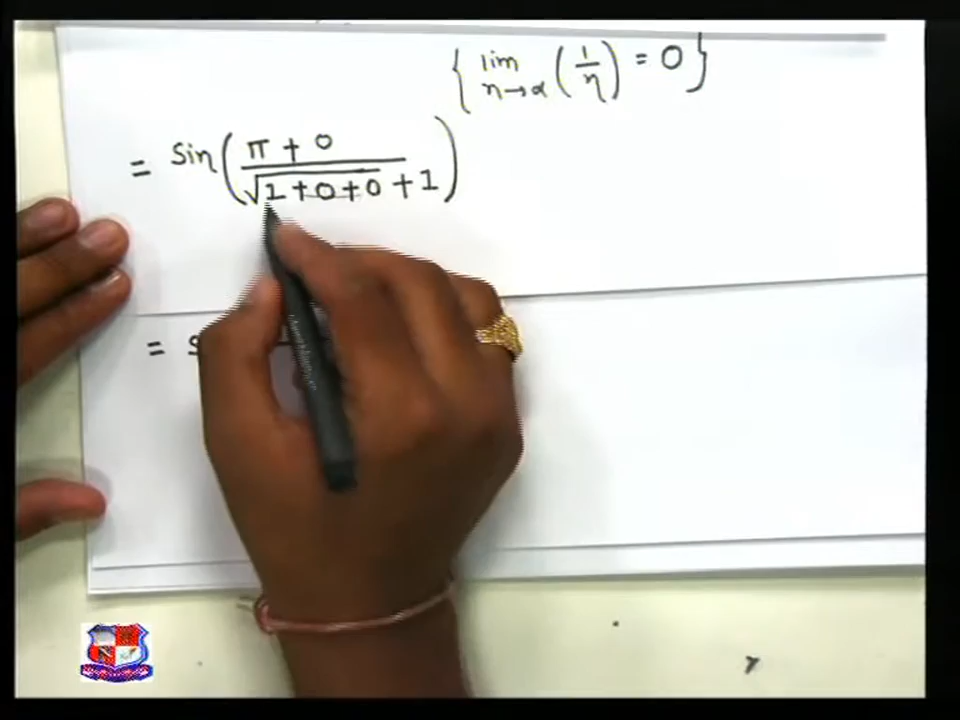 { lim n→α (1/n) = 0 }
= Sin( π + 0 / √1+0+0 + 1 )
= s